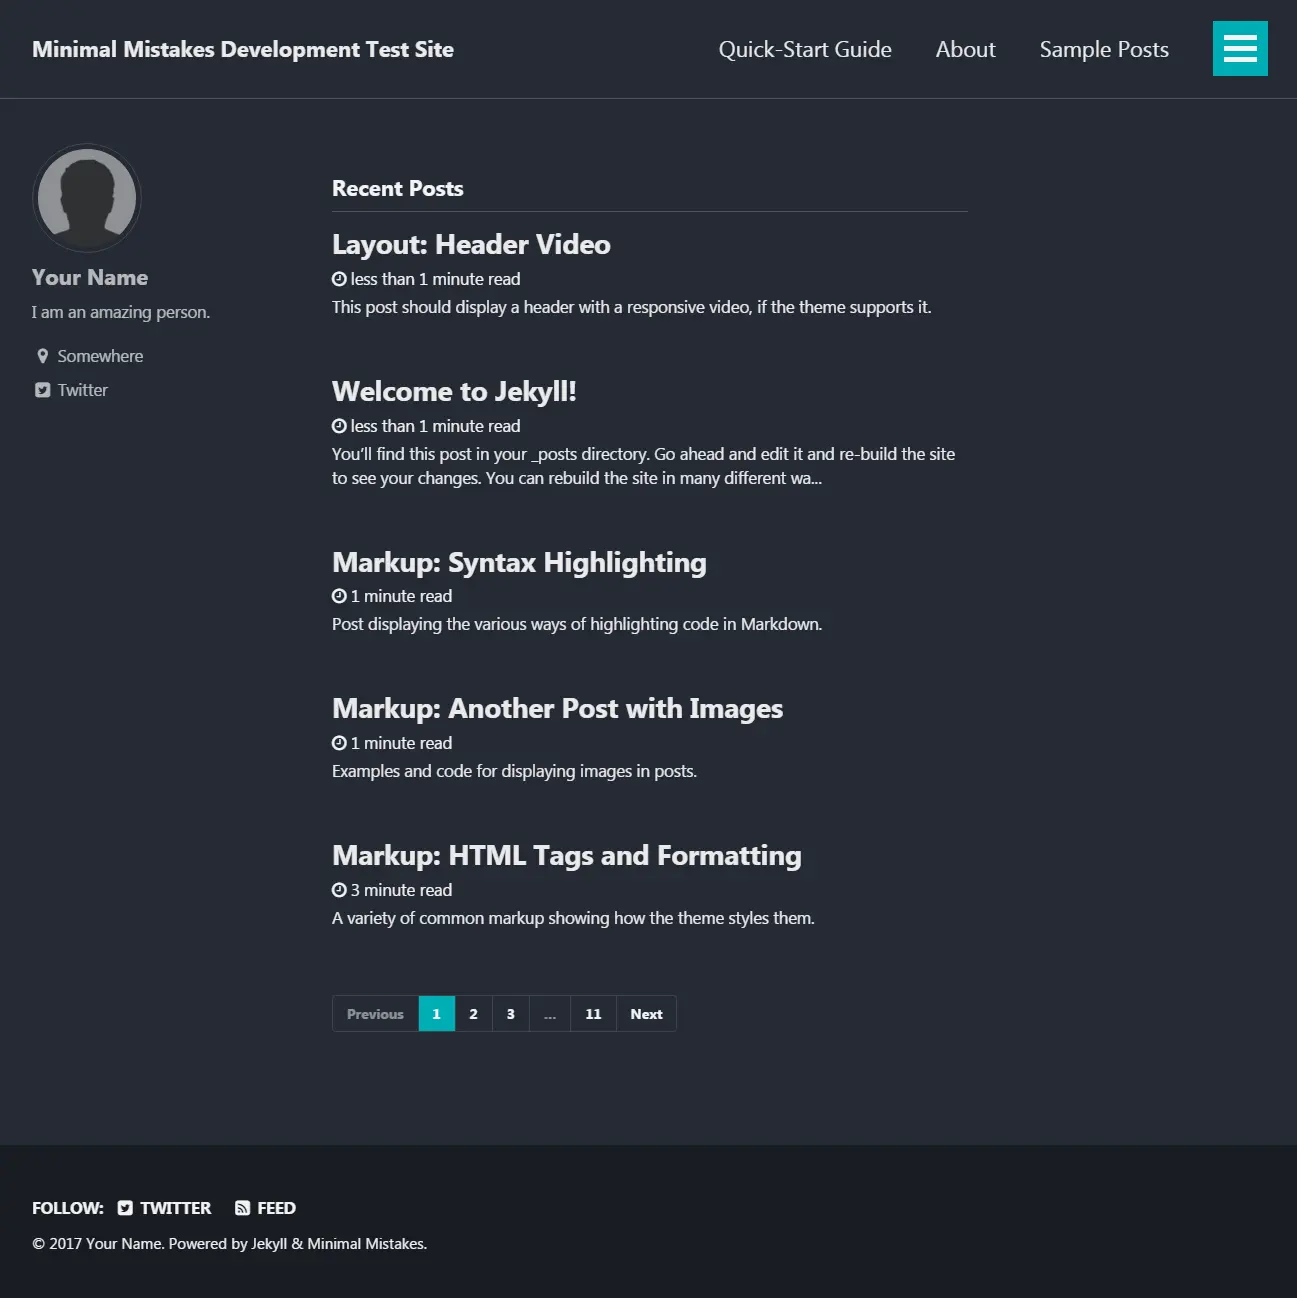 Minimal Mistakes Development Test Site
Quick-Start Guide
About
Sample Posts
Your Name
I am an amazing person.
Somewhere
Twitter
Recent Posts
Layout: Header Video
less than 1 minute read
This post should display a header with a responsive video, if the theme supports it.
Welcome to Jekyll!
less than 1 minute read
You’ll find this post in your _posts directory. Go ahead and edit it and re-build the site
to see your changes. You can rebuild the site in many different wa...
Markup: Syntax Highlighting
1 minute read
Post displaying the various ways of highlighting code in Markdown.
Markup: Another Post with Images
1 minute read
Examples and code for displaying images in posts.
Markup: HTML Tags and Formatting
3 minute read
A variety of common markup showing how the theme styles them.
Previous 1 2 3 ... 11 Next
FOLLOW: TWITTER FEED
© 2017 Your Name. Powered by Jekyll & Minimal Mistakes.